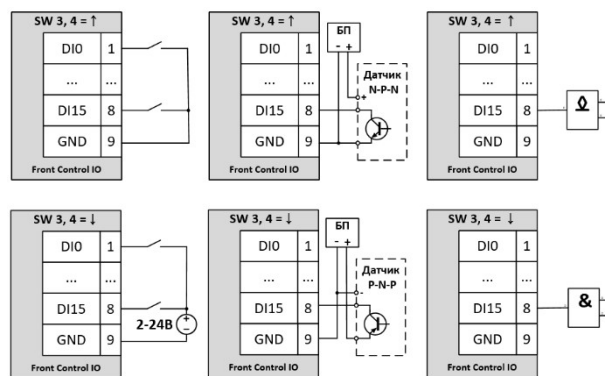 SW 3, 4 = ↑
DI0 1
... ...
DI15 8
GND 9
Front Control IO
SW 3, 4 = ↑
DI0 1
... ...
DI15 8
GND 9
Front Control IO
БП
- +
Датчик
N-P-N
+
SW 3, 4 = ↑
DI0 1
... ...
DI15 8
GND 9
Front Control IO
SW 3, 4 = ↓
DI0 1
... ...
DI15 8
GND 9
Front Control IO
2-24В
+
−
SW 3, 4 = ↓
DI0 1
... ...
DI15 8
GND 9
Front Control IO
БП
- +
Датчик
-
P-N-P
SW 3, 4 = ↓
DI0 1
... ...
DI15 8
GND 9
Front Control IO
&